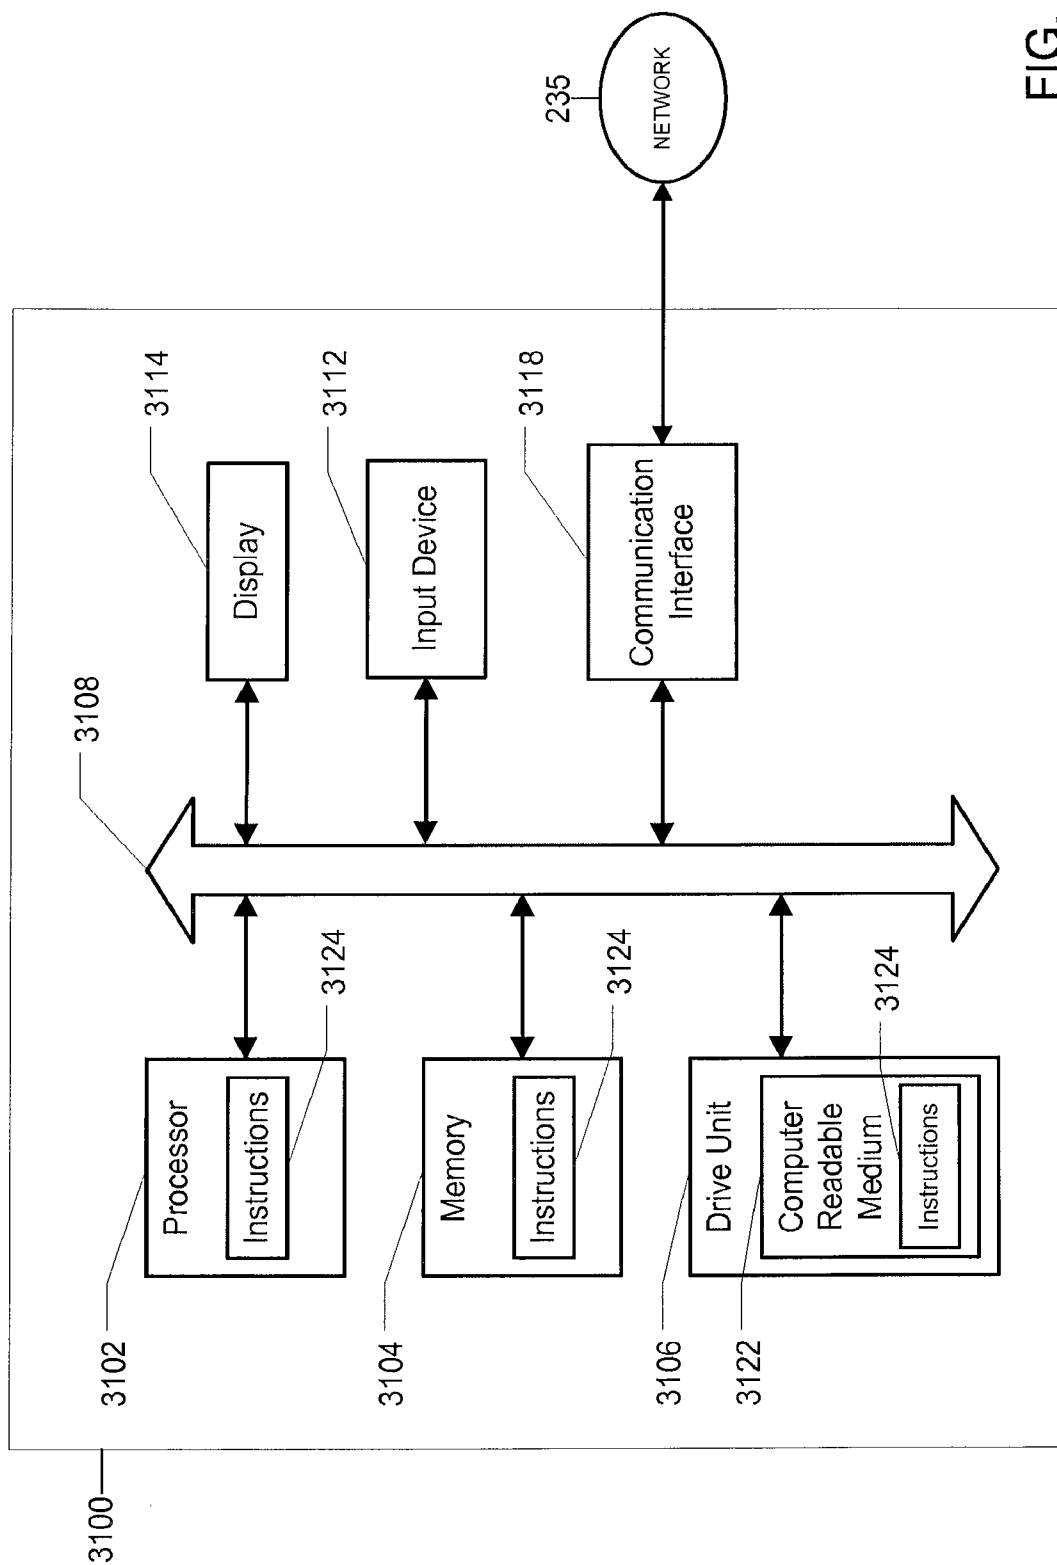 3100
3102
Processor
Instructions
3124
3104
Memory
Instructions
3124
3106
3122
Drive Unit
Computer
Readable
Medium
Instructions
3124
3108
Display
3114
Input Device
3112
Communication
Interface
3118
235
NETWORK
FIG.